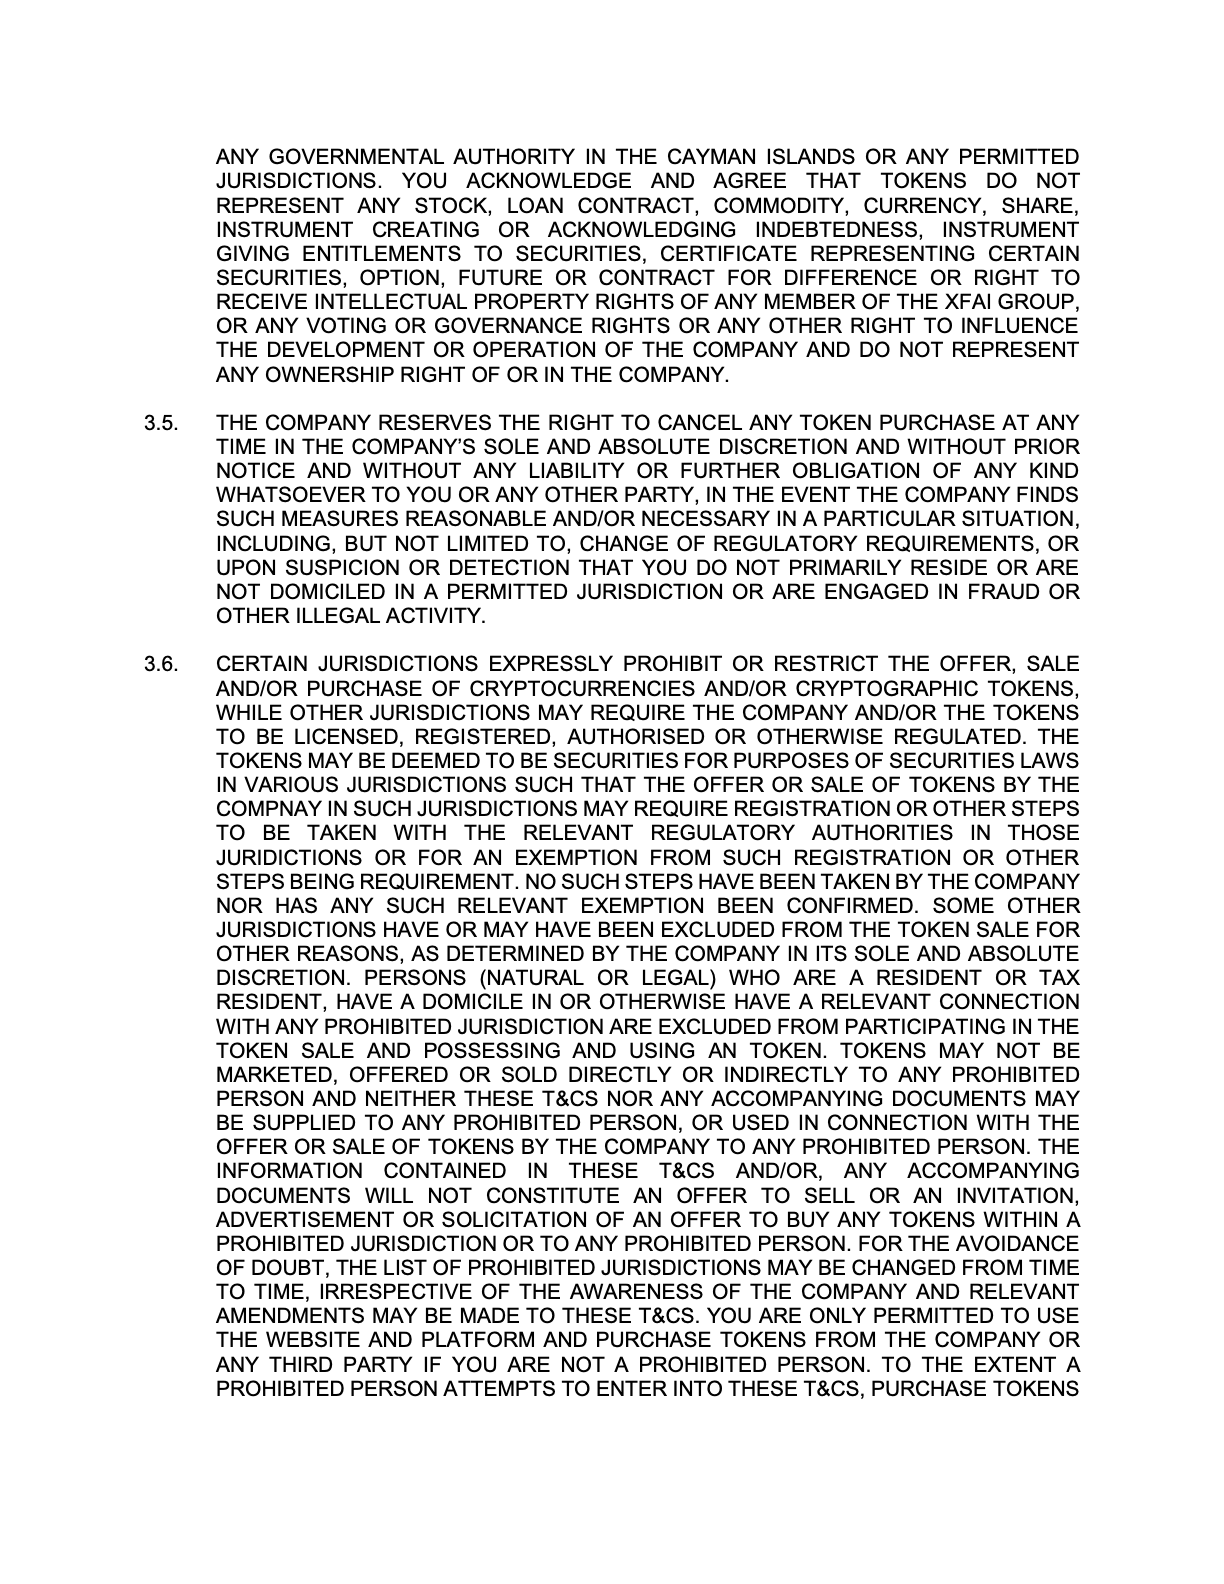 ANY GOVERNMENTAL AUTHORITY IN THE CAYMAN ISLANDS OR ANY PERMITTED
JURISDICTIONS. YOU ACKNOWLEDGE AND AGREE THAT TOKENS DO NOT
REPRESENT ANY STOCK, LOAN CONTRACT, COMMODITY, CURRENCY, SHARE,
INSTRUMENT CREATING OR ACKNOWLEDGING INDEBTEDNESS, INSTRUMENT
GIVING ENTITLEMENTS TO SECURITIES, CERTIFICATE REPRESENTING CERTAIN
SECURITIES, OPTION, FUTURE OR CONTRACT FOR DIFFERENCE OR RIGHT TO
RECEIVE INTELLECTUAL PROPERTY RIGHTS OF ANY MEMBER OF THE XFAI GROUP,
OR ANY VOTING OR GOVERNANCE RIGHTS OR ANY OTHER RIGHT TO INFLUENCE
THE DEVELOPMENT OR OPERATION OF THE COMPANY AND DO NOT REPRESENT
ANY OWNERSHIP RIGHT OF OR IN THE COMPANY.
3.5. THE COMPANY RESERVES THE RIGHT TO CANCEL ANY TOKEN PURCHASE AT ANY
TIME IN THE COMPANY’S SOLE AND ABSOLUTE DISCRETION AND WITHOUT PRIOR
NOTICE AND WITHOUT ANY LIABILITY OR FURTHER OBLIGATION OF ANY KIND
WHATSOEVER TO YOU OR ANY OTHER PARTY, IN THE EVENT THE COMPANY FINDS
SUCH MEASURES REASONABLE AND/OR NECESSARY IN A PARTICULAR SITUATION,
INCLUDING, BUT NOT LIMITED TO, CHANGE OF REGULATORY REQUIREMENTS, OR
UPON SUSPICION OR DETECTION THAT YOU DO NOT PRIMARILY RESIDE OR ARE
NOT DOMICILED IN A PERMITTED JURISDICTION OR ARE ENGAGED IN FRAUD OR
OTHER ILLEGAL ACTIVITY.
3.6. CERTAIN JURISDICTIONS EXPRESSLY PROHIBIT OR RESTRICT THE OFFER, SALE
AND/OR PURCHASE OF CRYPTOCURRENCIES AND/OR CRYPTOGRAPHIC TOKENS,
WHILE OTHER JURISDICTIONS MAY REQUIRE THE COMPANY AND/OR THE TOKENS
TO BE LICENSED, REGISTERED, AUTHORISED OR OTHERWISE REGULATED. THE
TOKENS MAY BE DEEMED TO BE SECURITIES FOR PURPOSES OF SECURITIES LAWS
IN VARIOUS JURISDICTIONS SUCH THAT THE OFFER OR SALE OF TOKENS BY THE
COMPNAY IN SUCH JURISDICTIONS MAY REQUIRE REGISTRATION OR OTHER STEPS
TO BE TAKEN WITH THE RELEVANT REGULATORY AUTHORITIES IN THOSE
JURIDICTIONS OR FOR AN EXEMPTION FROM SUCH REGISTRATION OR OTHER
STEPS BEING REQUIREMENT. NO SUCH STEPS HAVE BEEN TAKEN BY THE COMPANY
NOR HAS ANY SUCH RELEVANT EXEMPTION BEEN CONFIRMED. SOME OTHER
JURISDICTIONS HAVE OR MAY HAVE BEEN EXCLUDED FROM THE TOKEN SALE FOR
OTHER REASONS, AS DETERMINED BY THE COMPANY IN ITS SOLE AND ABSOLUTE
DISCRETION. PERSONS (NATURAL OR LEGAL) WHO ARE A RESIDENT OR TAX
RESIDENT, HAVE A DOMICILE IN OR OTHERWISE HAVE A RELEVANT CONNECTION
WITH ANY PROHIBITED JURISDICTION ARE EXCLUDED FROM PARTICIPATING IN THE
TOKEN SALE AND POSSESSING AND USING AN TOKEN. TOKENS MAY NOT BE
MARKETED, OFFERED OR SOLD DIRECTLY OR INDIRECTLY TO ANY PROHIBITED
PERSON AND NEITHER THESE T&CS NOR ANY ACCOMPANYING DOCUMENTS MAY
BE SUPPLIED TO ANY PROHIBITED PERSON, OR USED IN CONNECTION WITH THE
OFFER OR SALE OF TOKENS BY THE COMPANY TO ANY PROHIBITED PERSON. THE
INFORMATION CONTAINED IN THESE T&CS AND/OR, ANY ACCOMPANYING
DOCUMENTS WILL NOT CONSTITUTE AN OFFER TO SELL OR AN INVITATION,
ADVERTISEMENT OR SOLICITATION OF AN OFFER TO BUY ANY TOKENS WITHIN A
PROHIBITED JURISDICTION OR TO ANY PROHIBITED PERSON. FOR THE AVOIDANCE
OF DOUBT, THE LIST OF PROHIBITED JURISDICTIONS MAY BE CHANGED FROM TIME
TO TIME, IRRESPECTIVE OF THE AWARENESS OF THE COMPANY AND RELEVANT
AMENDMENTS MAY BE MADE TO THESE T&CS. YOU ARE ONLY PERMITTED TO USE
THE WEBSITE AND PLATFORM AND PURCHASE TOKENS FROM THE COMPANY OR
ANY THIRD PARTY IF YOU ARE NOT A PROHIBITED PERSON. TO THE EXTENT A
PROHIBITED PERSON ATTEMPTS TO ENTER INTO THESE T&CS, PURCHASE TOKENS